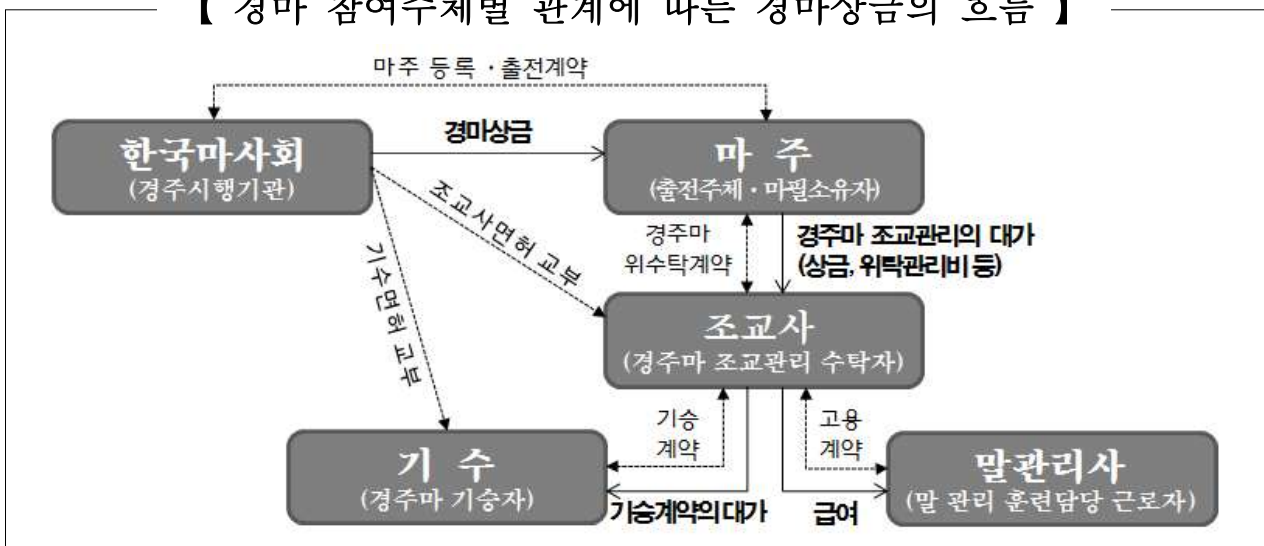 【 경마 참여주체별 관계에 따른 경마상금의 흐름 】
마주 등록 · 출전계약
한국마사회
(경주시행기관)
경마상금
마 주
(출전주체 · 마필소유자)
조교사면허 교부
기수면허 교부
경주마
위수탁계약
경주마 조교관리의 대가
(상금, 위탁관리비 등)
조교사
(경주마 조교관리 수탁자)
기승
계약
고용
계약
기 수
(경주마 기승자)
말관리사
(말 관리 훈련담당 근로자)
기승계약의 대가
급여